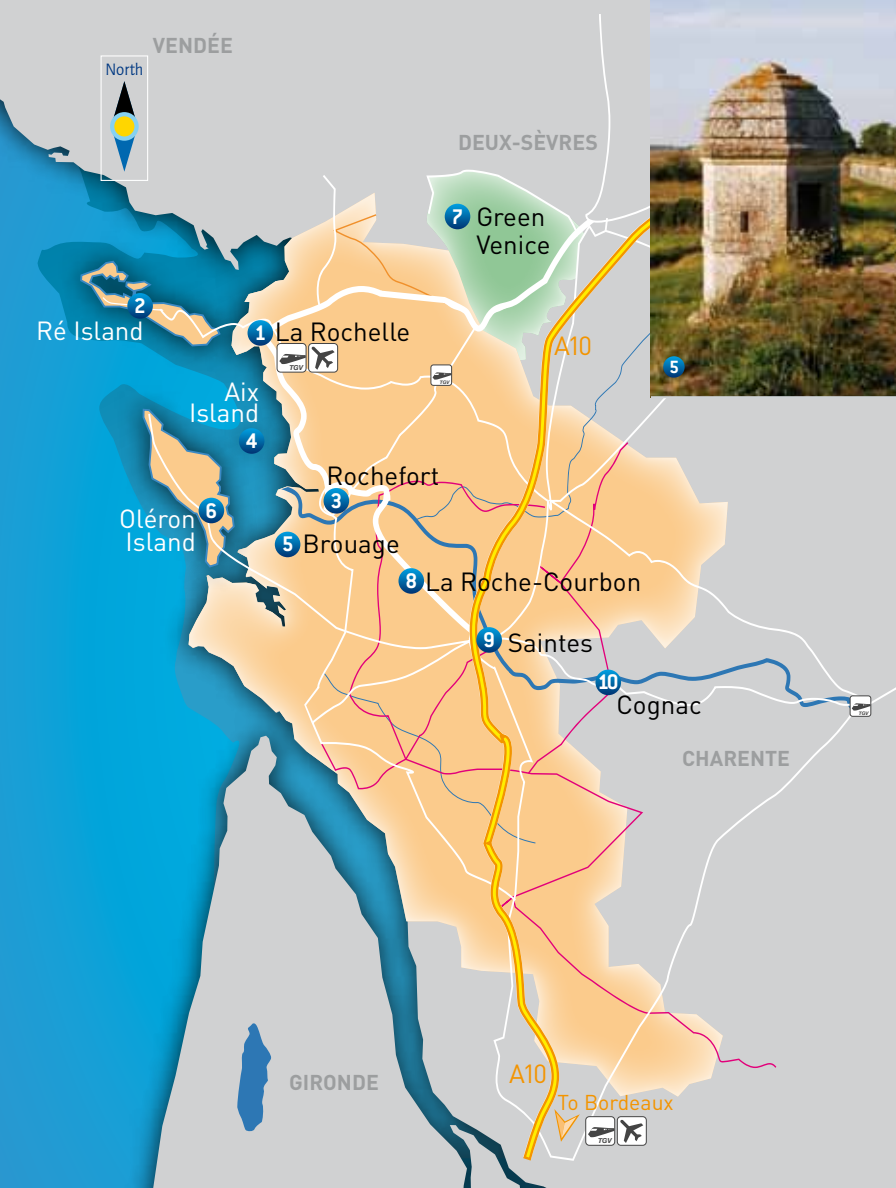 VENDÉE
North
DEUX-SÈVRES
7 Green
Venice
5
2
Ré Island
1 La Rochelle
TGV
A10
TGV
Aix
Island
4
Rochefort
3
6
Oléron
Island
5 Brouage
8 La Roche-Courbon
9 Saintes
10
Cognac
TGV
CHARENTE
GIRONDE
A10
To Bordeaux
TGV